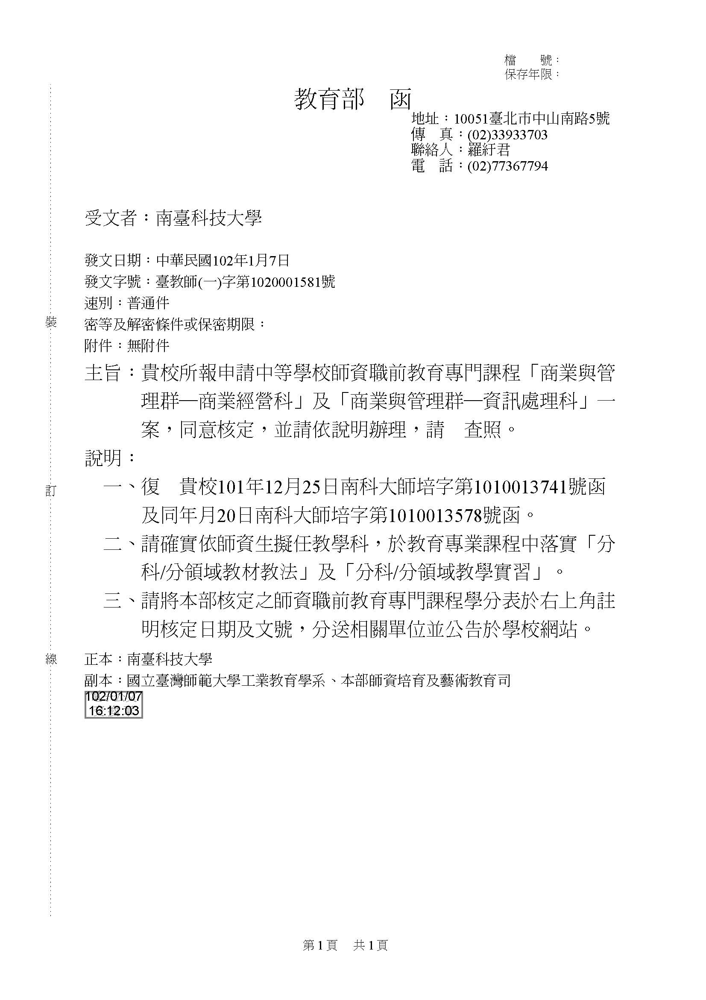 檔　　號：
保存年限：
教育部　函
地址：10051臺北市中山南路5號
傳　真：(02)33933703
聯絡人：羅紆君
電　話：(02)77367794
受文者：南臺科技大學
發文日期：中華民國102年1月7日
發文字號：臺教師(一)字第1020001581號
速別：普通件
密等及解密條件或保密期限：
附件：無附件
主旨：貴校所報申請中等學校師資職前教育專門課程「商業與管
理群—商業經營科」及「商業與管理群—資訊處理科」一
案，同意核定，並請依說明辦理，請　查照。
說明：
一、復　貴校101年12月25日南科大師培字第1010013741號函
及同年月20日南科大師培字第1010013578號函。
二、請確實依師資生擬任教學科，於教育專業課程中落實「分
科/分領域教材教法」及「分科/分領域教學實習」。
三、請將本部核定之師資職前教育專門課程學分表於右上角註
明核定日期及文號，分送相關單位並公告於學校網站。
正本：南臺科技大學
副本：國立臺灣師範大學工業教育學系、本部師資培育及藝術教育司
102/01/07
16:12:03
裝
訂
線
第1頁　共1頁